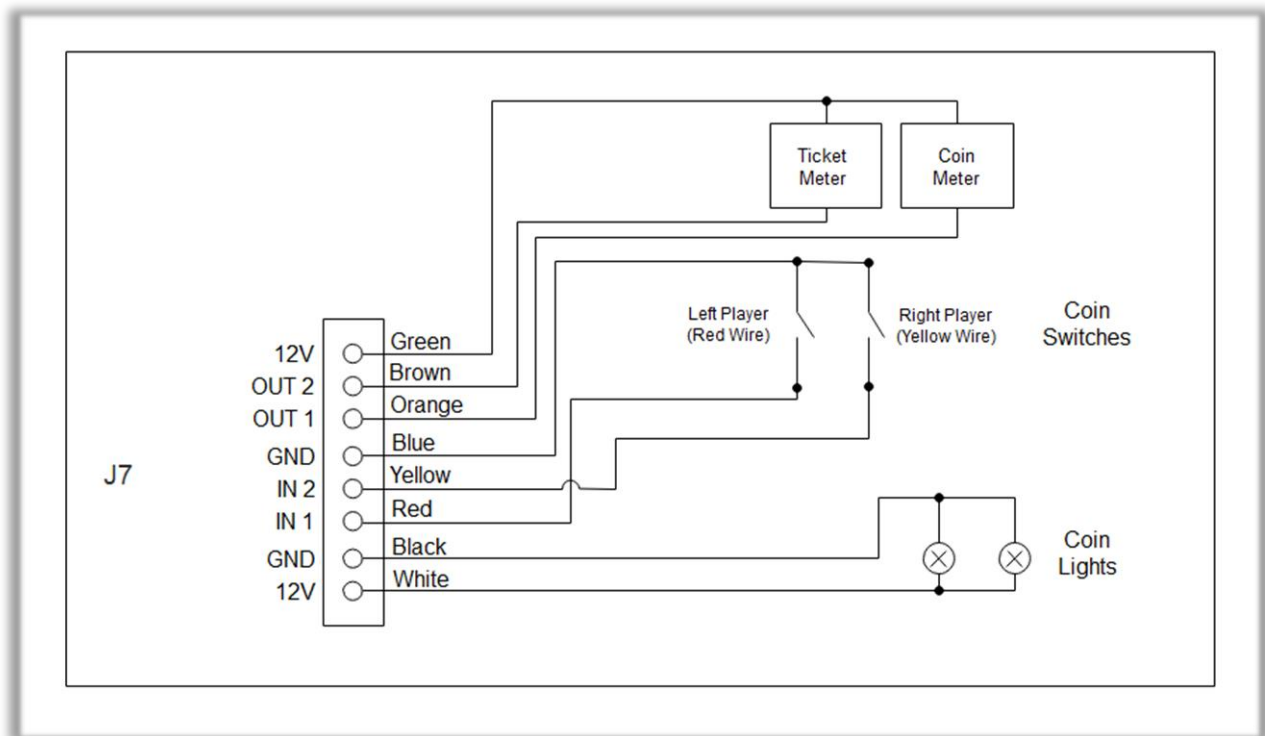 Ticket
Meter
Coin
Meter
Left Player
(Red Wire)
Right Player
(Yellow Wire)
Coin
Switches
J7
12V
Green
OUT 2
Brown
OUT 1
Orange
GND
Blue
IN 2
Yellow
IN 1
Red
GND
Black
12V
White
Coin
Lights